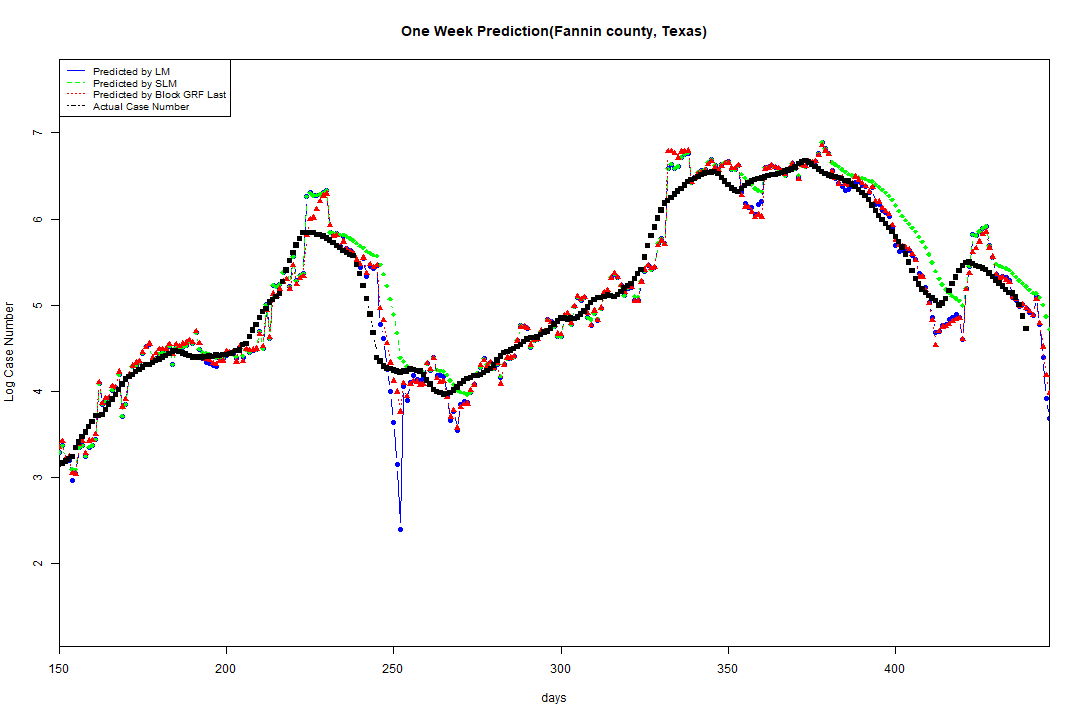 One Week Prediction(Fannin county, Texas)
Predicted by LM
Predicted by SLM
Predicted by Block GRF Last
Actual Case Number
Log Case Number
7
6
5
4
3
2
150 200 250 300 350 400
days